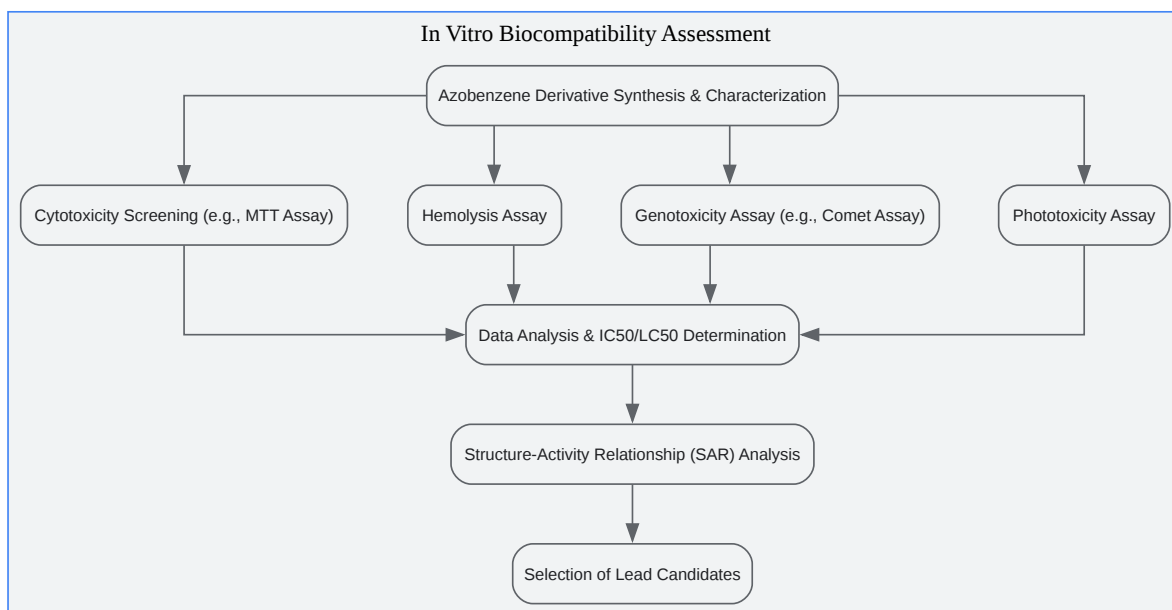 In Vitro Biocompatibility Assessment
Azobenzene Derivative Synthesis & Characterization
Cytotoxicity Screening (e.g., MTT Assay)
Hemolysis Assay
Genotoxicity Assay (e.g., Comet Assay)
Phototoxicity Assay
Data Analysis & IC50/LC50 Determination
Structure-Activity Relationship (SAR) Analysis
Selection of Lead Candidates